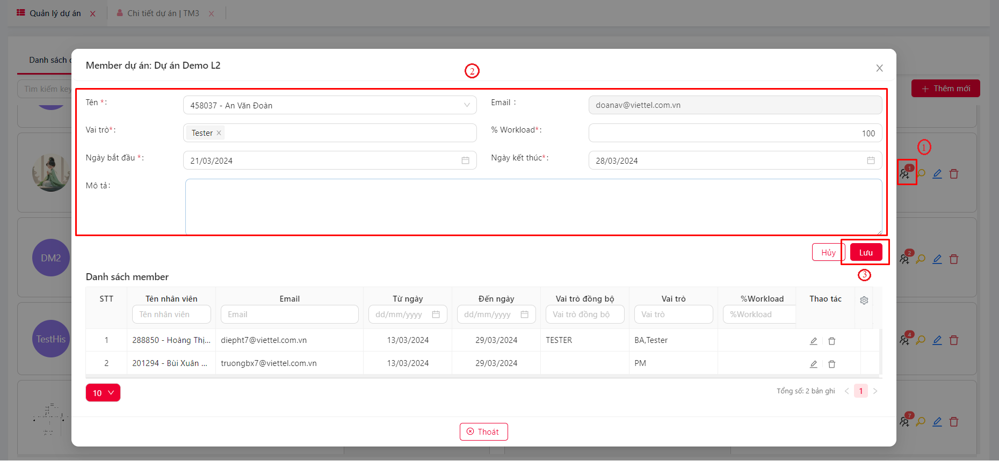 Quản lý dự án
Chi tiết dự án | TM3
Danh sách
Member dự án: Dự án Demo L2
②
Tìm kiếm key
Thêm mới
Tên *:
458037 - An Văn Đoàn
Email :
doanav@viettel.com.vn
Vai trò*:
Tester
% Workload*:
100
①
Ngày bắt đầu *:
21/03/2024
Ngày kết thúc*:
28/03/2024
1
Mô tả:
DM2
2
Hủy
Lưu
③
Danh sách member
STT
Tên nhân viên
Email
Từ ngày
Đến ngày
Vai trò đồng bộ
Vai trò
%Workload
Thao tác
Tên nhân viên
Email
dd/mm/yyyy
dd/mm/yyyy
Vai trò đồng bộ
Vai trò
%Workload
TestHis
4
1 288850 - Hoàng Thị... diepht7@viettel.com.vn 13/03/2024 29/03/2024 TESTER BA,Tester
2 201294 - Bùi Xuân ... truongbx7@viettel.com.vn 13/03/2024 29/03/2024 PM
10
Tổng số: 2 bản ghi
1
7
Thoát